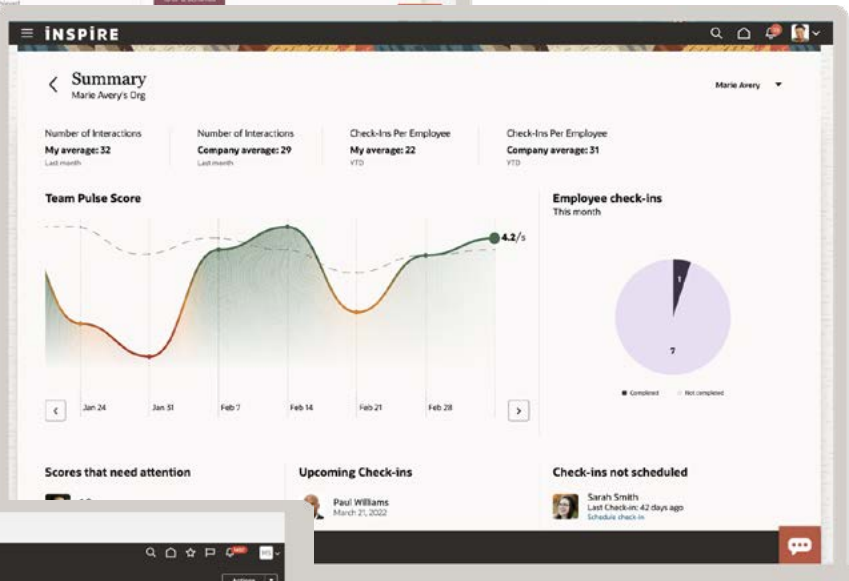 iNSPiRE
Summary
Marie Avery's Org
Marie Avery
Number of Interactions
My average: 32
Last month
Number of Interactions
Company average: 29
Last month
Check-Ins Per Employee
My average: 22
YTD
Check-Ins Per Employee
Company average: 31
YTD
Team Pulse Score
4.2/5
Jan 24
Jan 31
Feb 7
Feb 14
Feb 21
Feb 28
Employee check-ins
This month
1
7
Completed
Not completed
Scores that need attention
Upcoming Check-ins
Paul Williams
March 21, 2022
Check-ins not scheduled
Sarah Smith
Last Check-in: 42 days ago
Schedule check-in
Actions